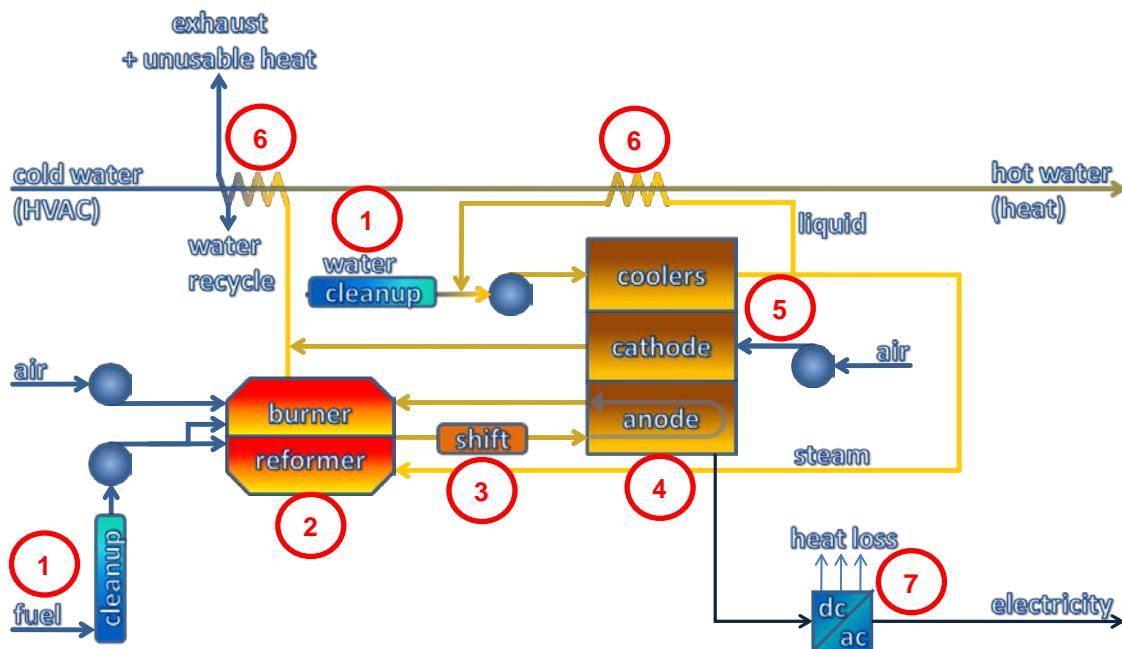 exhaust
+ unusable heat
6
6
cold water
(HVAC)
hot water
(heat)
1
liquid
water
recycle
water
cleanup
coolers
5
cathode
air
air
burner
anode
shift
reformer
steam
3
4
2
1
cleanup
fuel
heat loss
7
dc
ac
electricity